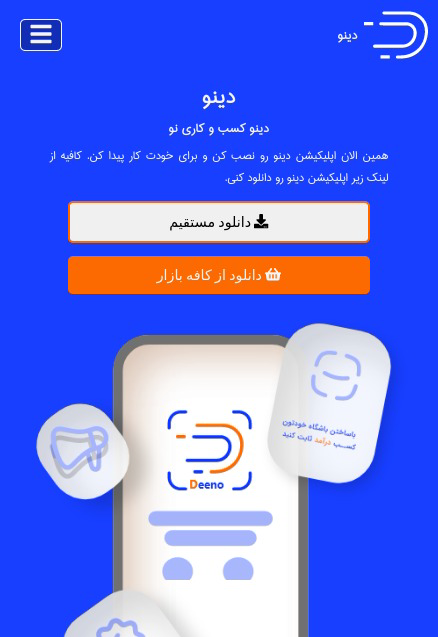 دینو
دینو
دینو کسب و کاری نو
همین الان اپلیکیشن دینو رو نصب کن و برای خودت کار پیدا کن. کافیه از
لینک زیر اپلیکیشن دینو رو دانلود کنی.
دانلود مستقیم
دانلود از کافه بازار
باساختن باشگاه خودتون
کسب درآمد ثابت کنید
Deeno